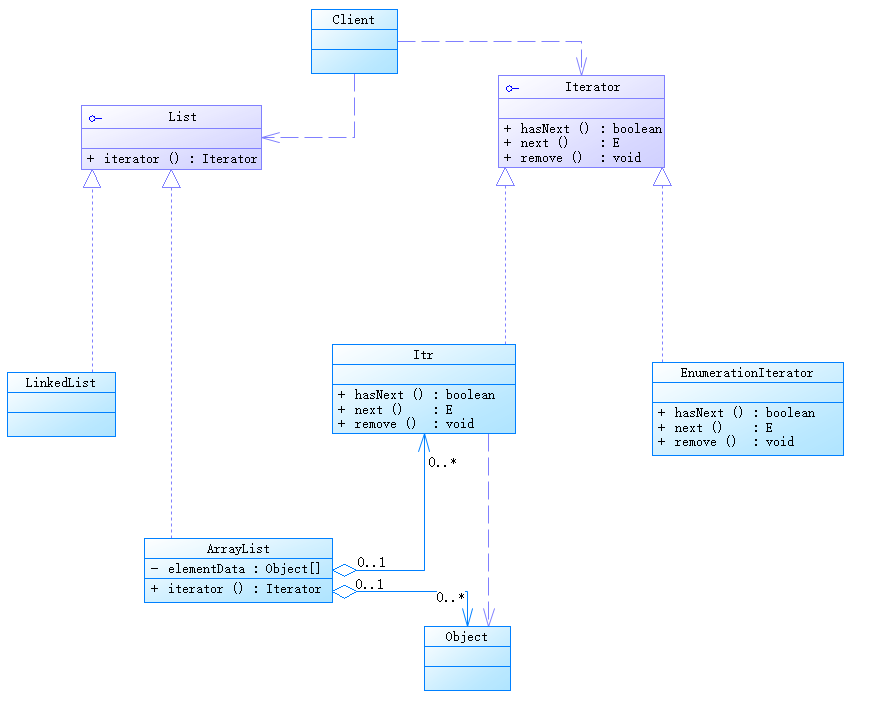 Client
List
+ iterator () : Iterator
Iterator
+ hasNext () : boolean
+ next () : E
+ remove () : void
LinkedList
Itr
+ hasNext () : boolean
+ next () : E
+ remove () : void
EnumerationIterator
+ hasNext () : boolean
+ next () : E
+ remove () : void
0..*
ArrayList
- elementData : Object[]
+ iterator () : Iterator
0..1
0..1
0..*
Object